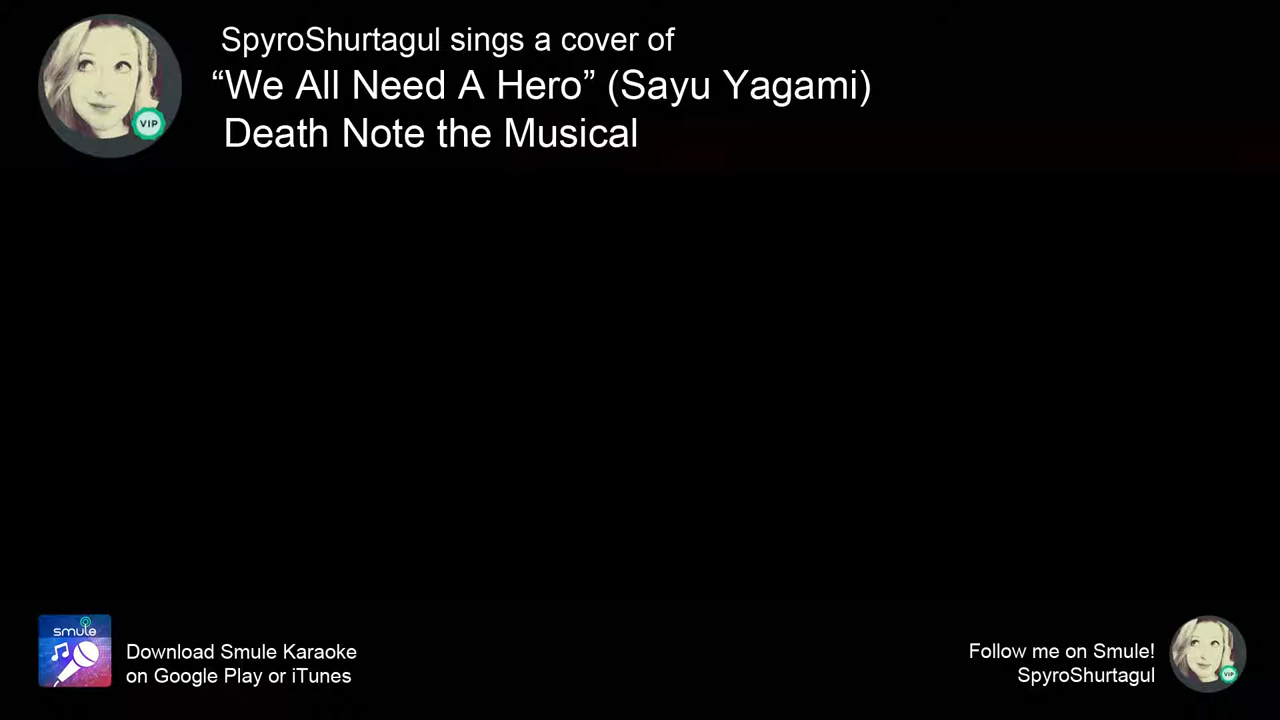 SpyroShurtagul sings a cover of
“We All Need A Hero” (Sayu Yagami)
Death Note the Musical
VIP
smule
Download Smule Karaoke
on Google Play or iTunes
Follow me on Smule!
SpyroShurtagul
VIP